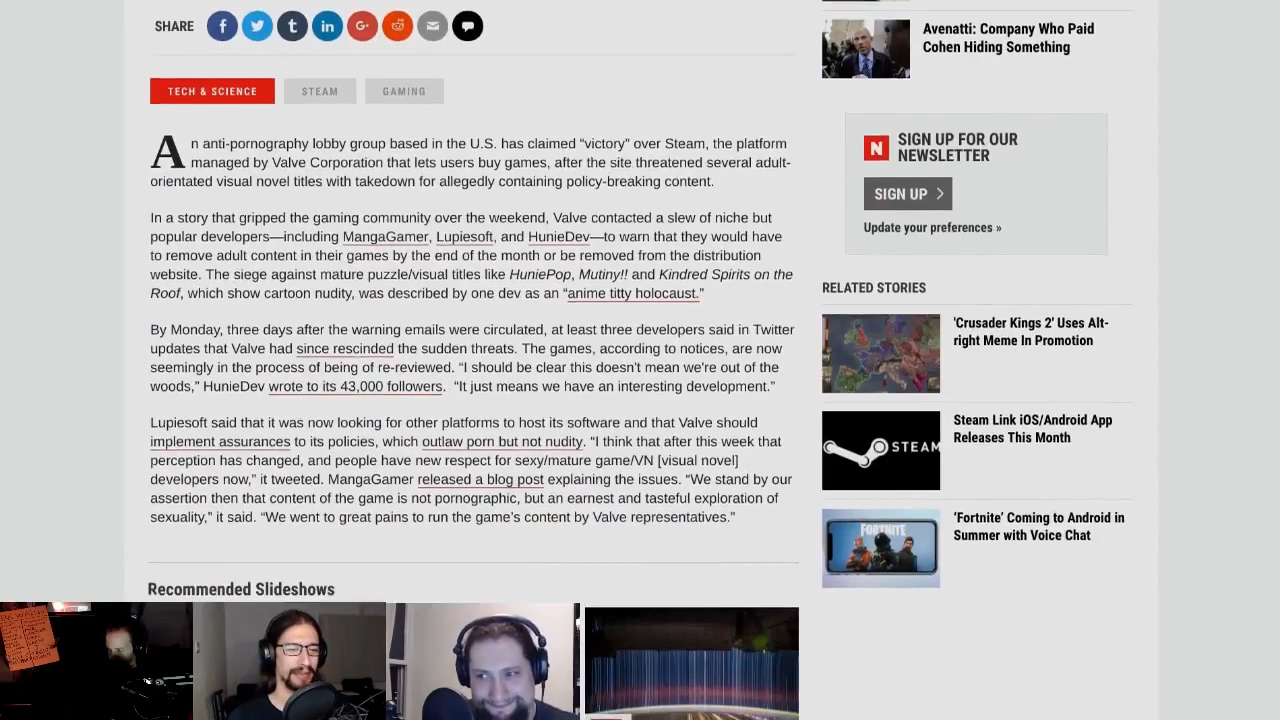 SHARE
Avenatti: Company Who Paid
Cohen Hiding Something
TECH & SCIENCE
STEAM
GAMING
An anti-pornography lobby group based in the U.S. has claimed “victory” over Steam, the platform
managed by Valve Corporation that lets users buy games, after the site threatened several adult-
orientated visual novel titles with takedown for allegedly containing policy-breaking content.
In a story that gripped the gaming community over the weekend, Valve contacted a slew of niche but
popular developers—including MangaGamer, Lupiesoft, and HunieDev—to warn that they would have
to remove adult content in their games by the end of the month or be removed from the distribution
website. The siege against mature puzzle/visual titles like HuniePop, Mutiny!! and Kindred Spirits on the
Roof, which show cartoon nudity, was described by one dev as an “anime titty holocaust.”
By Monday, three days after the warning emails were circulated, at least three developers said in Twitter
updates that Valve had since rescinded the sudden threats. The games, according to notices, are now
seemingly in the process of being of re-reviewed. “I should be clear this doesn't mean we're out of the
woods,” HunieDev wrote to its 43,000 followers. “It just means we have an interesting development.”
Lupiesoft said that it was now looking for other platforms to host its software and that Valve should
implement assurances to its policies, which outlaw porn but not nudity. “I think that after this week that
perception has changed, and people have new respect for sexy/mature game/VN [visual novel]
developers now,” it tweeted. MangaGamer released a blog post explaining the issues. “We stand by our
assertion then that content of the game is not pornographic, but an earnest and tasteful exploration of
sexuality,” it said. “We went to great pains to run the game’s content by Valve representatives.”
Recommended Slideshows
N
SIGN UP FOR OUR
NEWSLETTER
SIGN UP
Update your preferences »
RELATED STORIES
'Crusader Kings 2' Uses Alt-
right Meme In Promotion
STEAM
Steam Link iOS/Android App
Releases This Month
FORTNITE
‘Fortnite’ Coming to Android in
Summer with Voice Chat